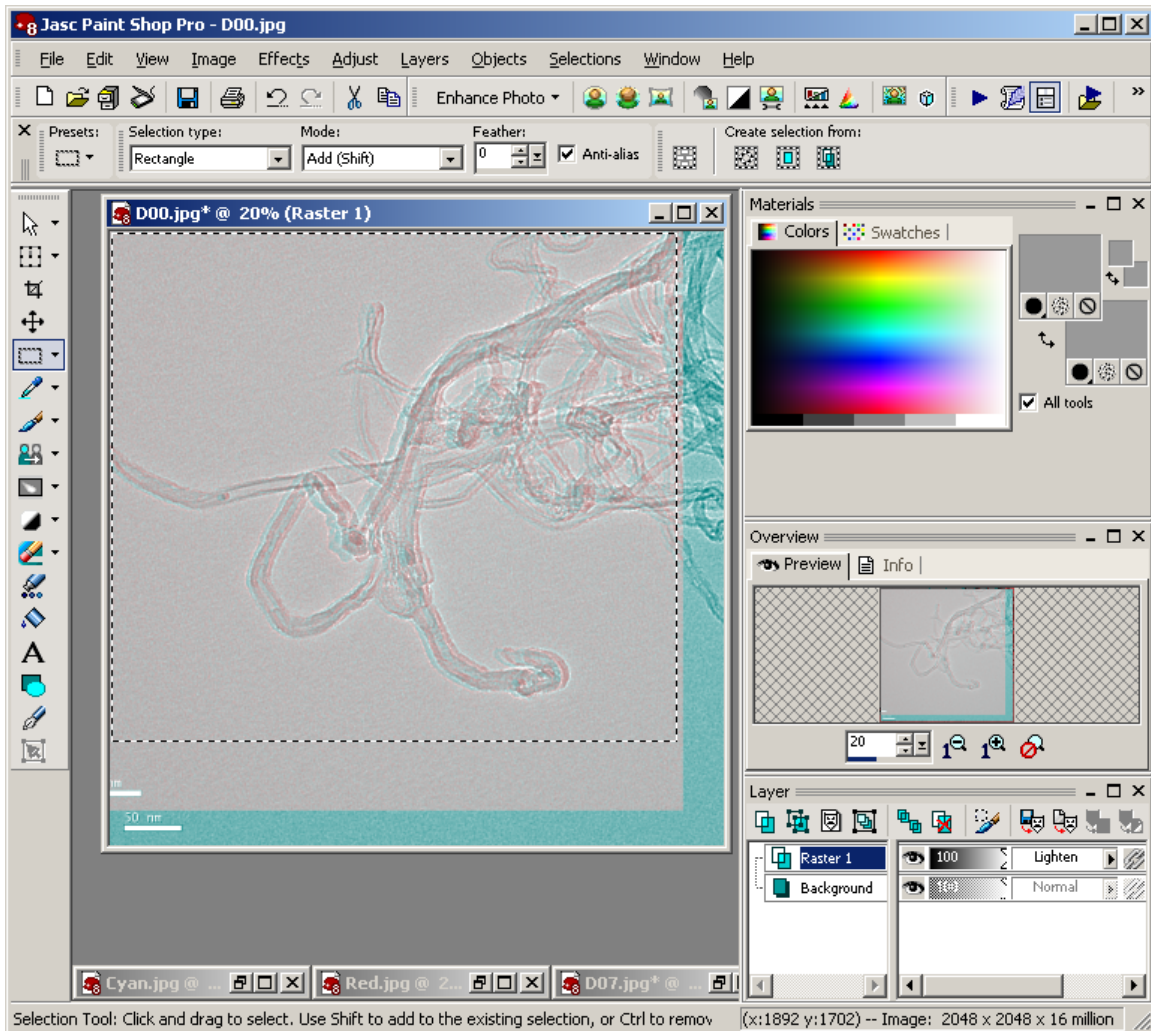 Jasc Paint Shop Pro - D00.jpg
File Edit View Image Effects Adjust Layers Objects Selections Window Help
Enhance Photo
Presets: Selection type: Mode: Feather: Create selection from:
Rectangle Add (Shift) 0 Anti-alias
D00.jpg* @ 20% (Raster 1)
Materials
Colors Swatches
All tools
Overview
Preview Info
20
nm
50 nm
Layer
Raster 1 100 Lighten
Background 100 Normal
Cyan.jpg @ ... Red.jpg @ 2... D07.jpg* @ ...
Selection Tool: Click and drag to select. Use Shift to add to the existing selection, or Ctrl to remov (x:1892 y:1702) -- Image: 2048 x 2048 x 16 million